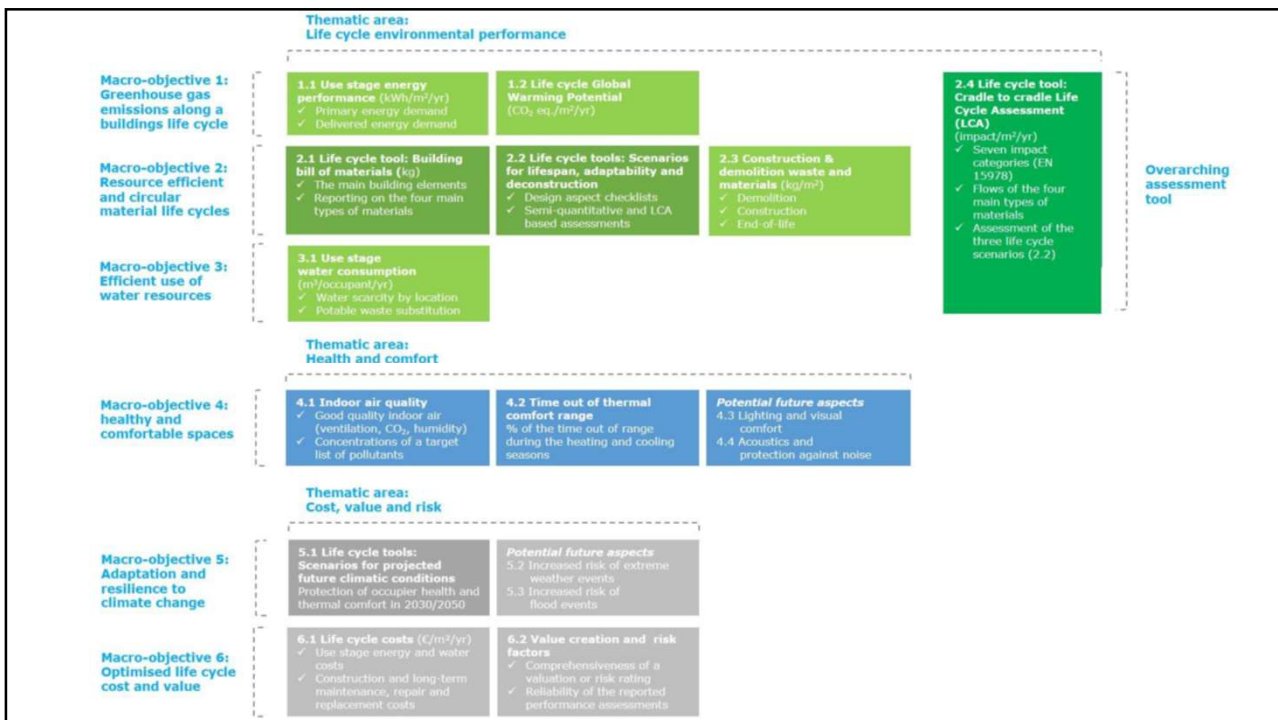 Thematic area:
Life cycle environmental performance
Macro-objective 1:
Greenhouse gas
emissions along a
buildings life cycle
1.1 Use stage energy
performance (kWh/m²/yr)
✓ Primary energy demand
✓ Delivered energy demand
1.2 Life cycle Global
Warming Potential
(CO₂ eq./m²/yr)
2.4 Life cycle tool:
Cradle to cradle Life
Cycle Assessment
(LCA)
(impact/m²/yr)
✓ Seven impact
categories (EN
15978)
✓ Flows of the four
main types of
materials
✓ Assessment of the
three life cycle
scenarios (2.2)
Overarching
assessment
tool
Macro-objective 2:
Resource efficient
and circular
material life cycles
2.1 Life cycle tool: Building
bill of materials (kg)
✓ The main building elements
✓ Reporting on the four main
types of materials
2.2 Life cycle tools: Scenarios
for lifespan, adaptability and
deconstruction
✓ Design aspect checklists
✓ Semi-quantitative and LCA
based assessments
2.3 Construction &
demolition waste and
materials (kg/m²)
✓ Demolition
✓ Construction
✓ End-of-life
Macro-objective 3:
Efficient use of
water resources
3.1 Use stage
water consumption
(m³/occupant/yr)
✓ Water scarcity by location
✓ Potable waste substitution
Thematic area:
Health and comfort
Macro-objective 4:
healthy and
comfortable spaces
4.1 Indoor air quality
✓ Good quality indoor air
(ventilation, CO₂, humidity)
✓ Concentrations of a target
list of pollutants
4.2 Time out of thermal
comfort range
% of the time out of range
during the heating and cooling
seasons
Potential future aspects
4.3 Lighting and visual
comfort
4.4 Acoustics and
protection against noise
Thematic area:
Cost, value and risk
Macro-objective 5:
Adaptation and
resilience to
climate change
5.1 Life cycle tools:
Scenarios for projected
future climatic conditions
Protection of occupier health and
thermal comfort in 2030/2050
Potential future aspects
5.2 Increased risk of extreme
weather events
5.3 Increased risk of
flood events
Macro-objective 6:
Optimised life cycle
cost and value
6.1 Life cycle costs (€/m²/yr)
✓ Use stage energy and water
costs
✓ Construction and long-term
maintenance, repair and
replacement costs
6.2 Value creation and risk
factors
✓ Comprehensiveness of a
valuation or risk rating
✓ Reliability of the reported
performance assessments